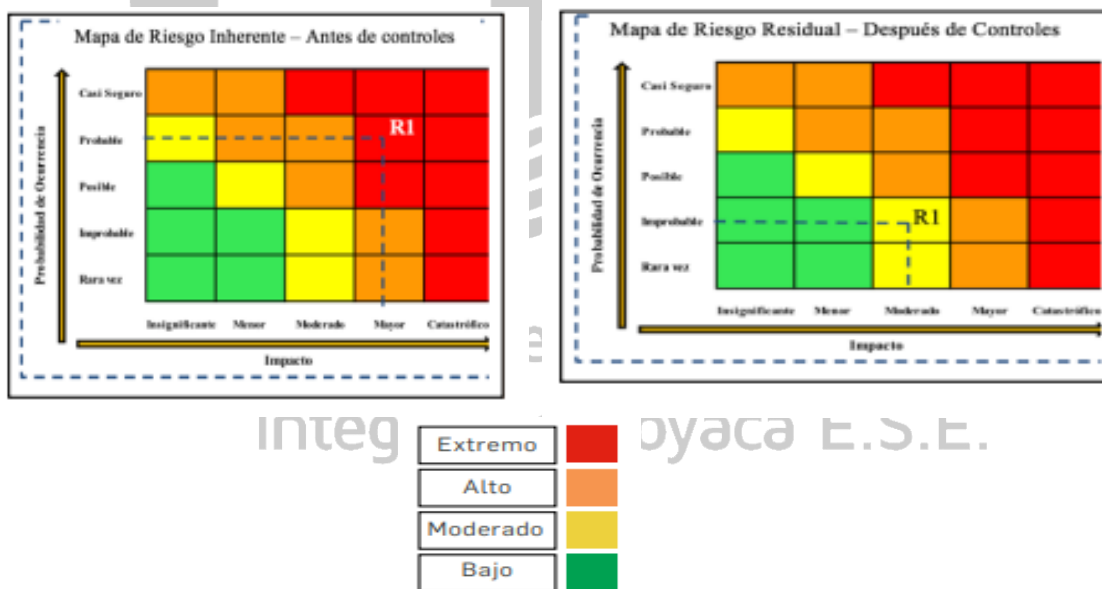 Mapa de Riesgo Inherente – Antes de controles
Probabilidad de Ocurrencia
Casi Seguro
Probable
Posible
Improbable
Rara vez
R1
Insignificante Menor Moderado Mayor Catastrófico
Impacto
Mapa de Riesgo Residual – Después de Controles
Probabilidad de Ocurrencia
Casi Seguro
Probable
Posible
Improbable
Rara vez
R1
Insignificante Menor Moderado Mayor Catastrófico
Impacto
E.S.E.
Extremo
Alto
Moderado
Bajo